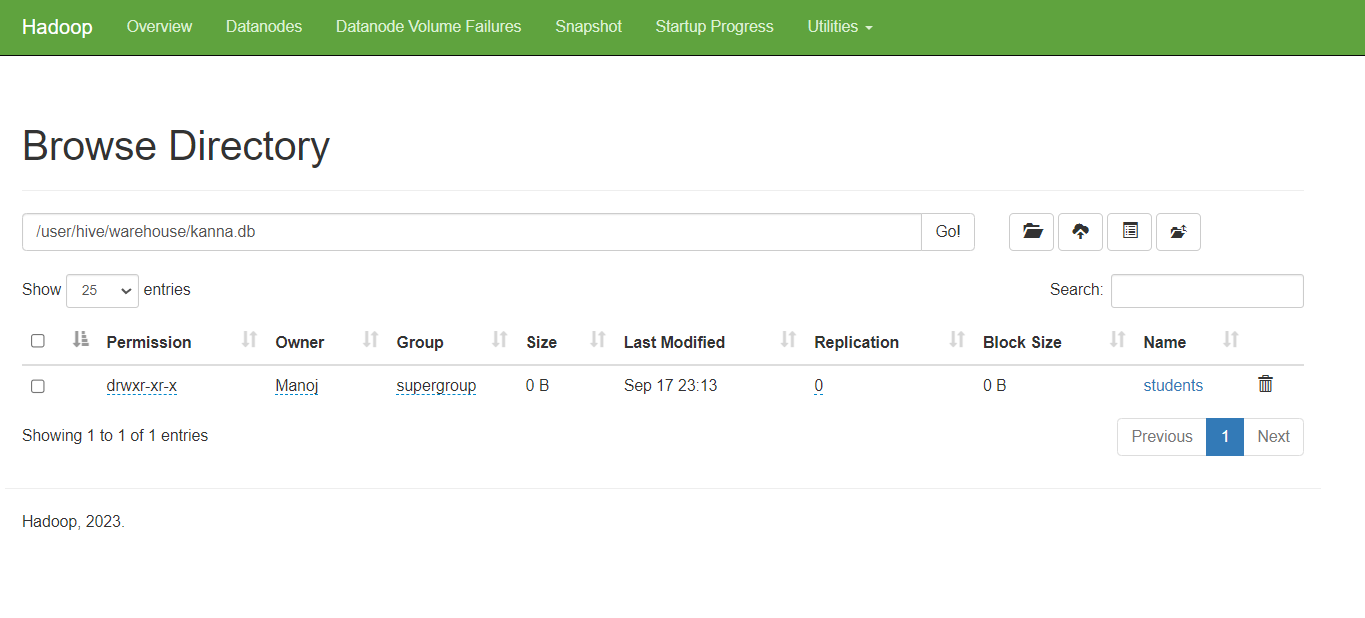 Hadoop Overview Datanodes Datanode Volume Failures Snapshot Startup Progress Utilities
Browse Directory
/user/hive/warehouse/kanna.db Go!
Show 25 entries Search:
Permission Owner Group Size Last Modified Replication Block Size Name
drwxr-xr-x Manoj supergroup 0 B Sep 17 23:13 0 0 B students
Showing 1 to 1 of 1 entries Previous 1 Next
Hadoop, 2023.